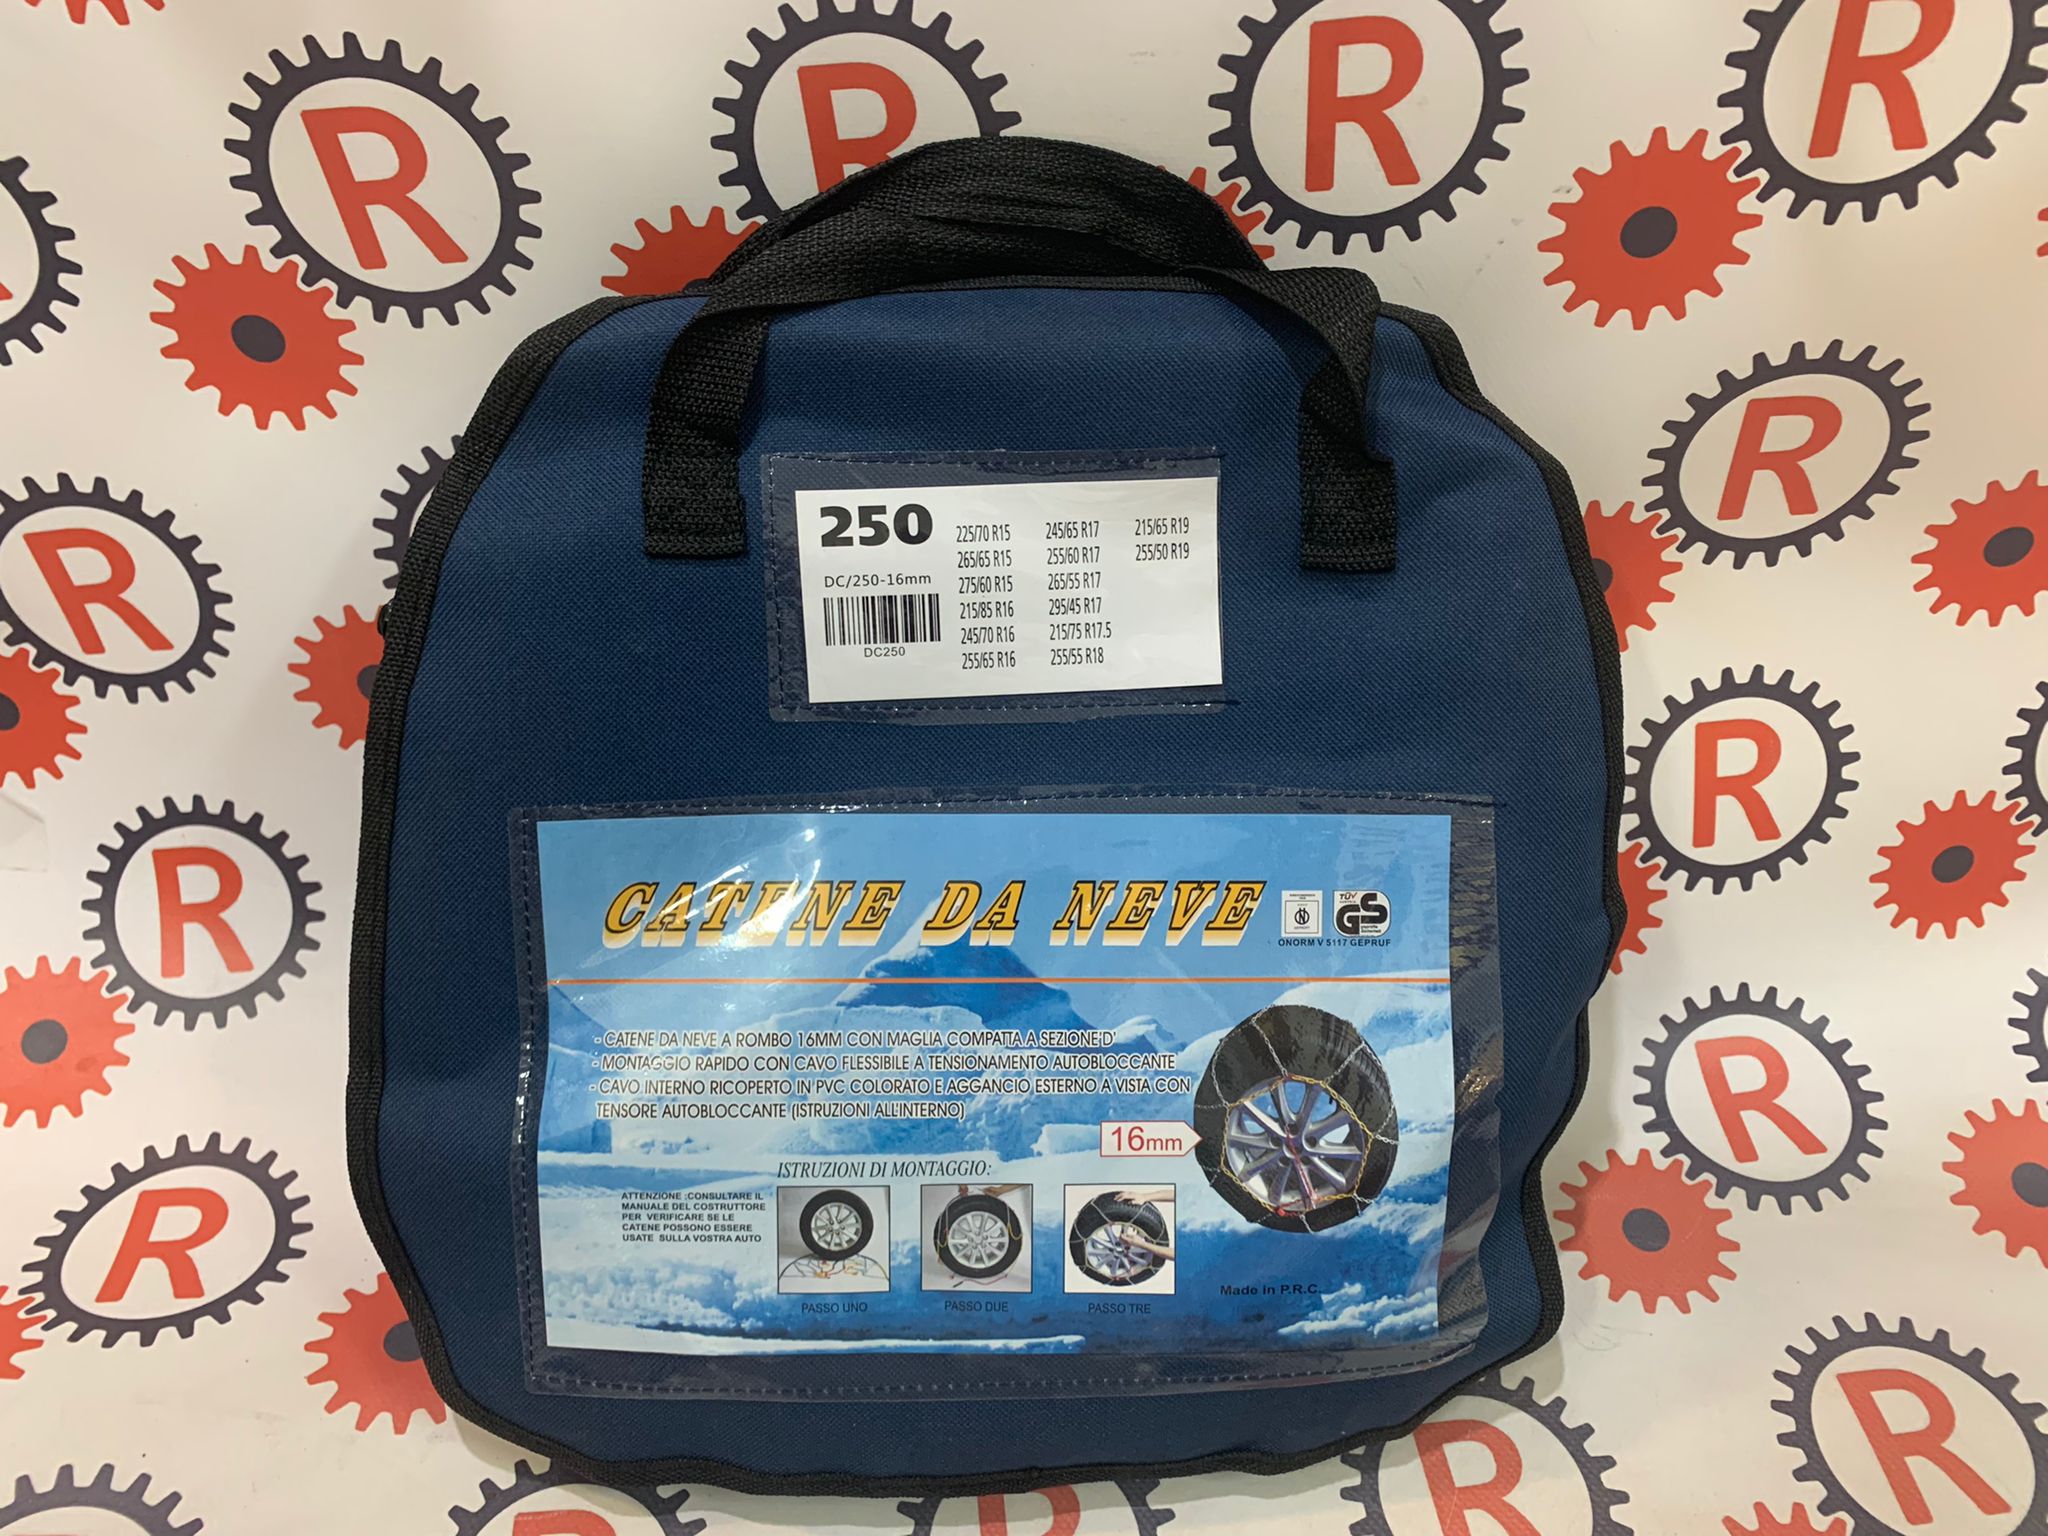 250
DC/250-16mm
DC250
225/70 R15
265/65 R15
275/60 R15
215/85 R16
245/70 R16
255/65 R16
245/65 R17
255/60 R17
265/55 R17
295/45 R17
215/75 R17.5
255/55 R18
215/65 R19
255/50 R19
CATENE DA NEVE
N
TÜV
GS
ONORM V 5117 GEPRUF
- CATENE DA NEVE A ROMBO 16MM CON MAGLIA COMPATTA A SEZIONE'D'
- MONTAGGIO RAPIDO CON CAVO FLESSIBILE A TENSIONAMENTO AUTOBLOCCANTE
- CAVO INTERNO RICOPERTO IN PVC COLORATO E AGGANCIO ESTERNO A VISTA CON
TENSORE AUTOBLOCCANTE (ISTRUZIONI ALL'INTERNO)
16mm
ISTRUZIONI DI MONTAGGIO:
ATTENZIONE ;CONSULTARE IL
MANUALE DEL COSTRUTTORE
PER VERIFICARE SE LE
CATENE POSSONO ESSERE
USATE SULLA VOSTRA AUTO
PASSO UNO
PASSO DUE
PASSO TRE
Made in P.R.C.
R
R
R
R
R
R
R
R
R
R
R
R